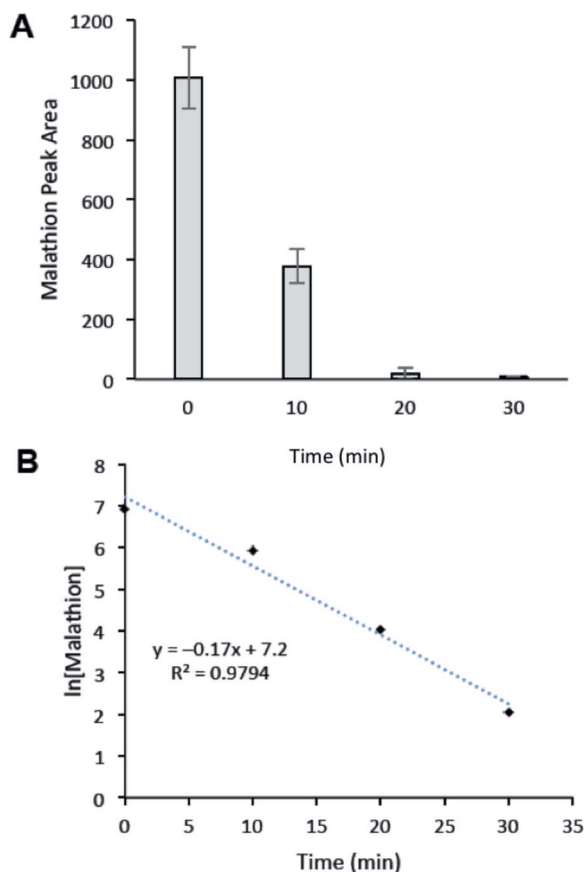 A
Malathion Peak Area
1200
1000
800
600
400
200
0
0 10 20 30
Time (min)
B
ln[Malathion]
8
7
6
5
4
3
2
1
0
y = –0.17x + 7.2
R² = 0.9794
0 5 10 15 20 25 30 35
Time (min)